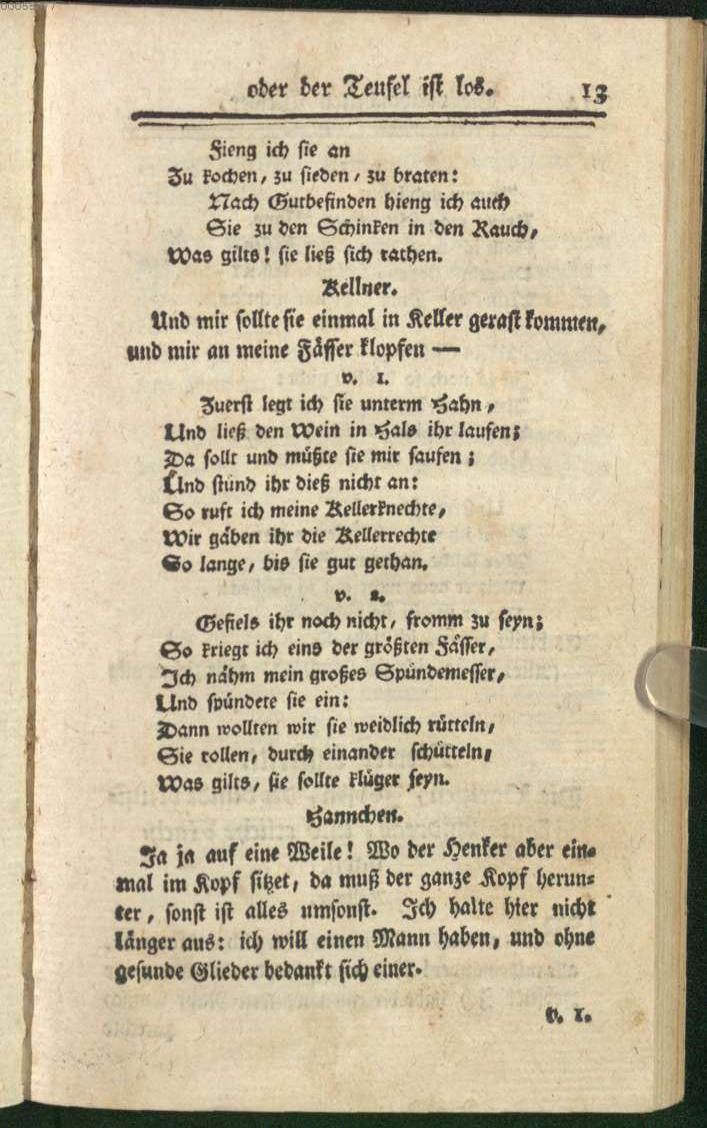 oder der Teufel ist los. 13
Fieng ich sie an
Zu kochen, zu sieden, zu braten:
Nach Gutbefinden hieng ich auch
Sie zu den Schinken in den Rauch,
Was gilts! sie ließ sich rathen.
Kellner.
Und mir sollte sie einmal in Keller gerast kommen,
und mir an meine Fässer klopfen —
v. 1.
Zuerst legt ich sie unterm Hahn,
Und ließ den Wein in Hals ihr laufen;
Da sollt und müßte sie mir saufen;
Und stünd ihr dieß nicht an:
So ruft ich meine Kellerknechte,
Wir gäben ihr die Kellerrechte
So lange, bis sie gut gethan.
v. 2.
Gefiels ihr noch nicht, fromm zu seyn;
So kriegt ich eins der größten Fässer,
Ich nähm mein großes Spündemesser,
Und spündete sie ein:
Dann wollten wir sie weidlich rütteln,
Sie rollen, durch einander schütteln,
Was gilts, sie sollte klüger seyn.
Hannchen.
Ja ja auf eine Weile! Wo der Henker aber ein-
mal im Kopf sitzet, da muß der ganze Kopf herun-
ter, sonst ist alles umsonst. Ich halte hier nicht
länger aus: ich will einen Mann haben, und ohne
gesunde Glieder bedankt sich einer.
v. 1.